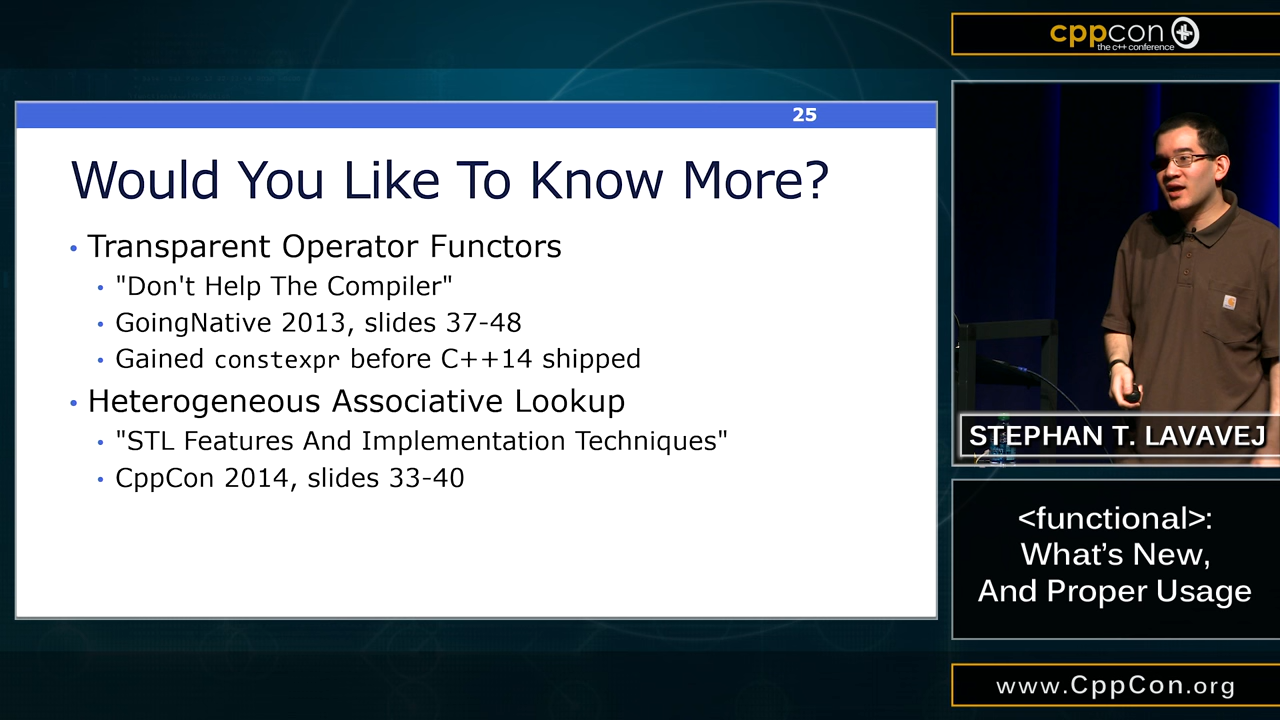 25
Would You Like To Know More?
• Transparent Operator Functors
• "Don't Help The Compiler"
• GoingNative 2013, slides 37-48
• Gained constexpr before C++14 shipped
• Heterogeneous Associative Lookup
• "STL Features And Implementation Techniques"
• CppCon 2014, slides 33-40
cppcon
the c++ conference
STEPHAN T. LAVAVEJ
<functional>:
What's New,
And Proper Usage
www.CppCon.org